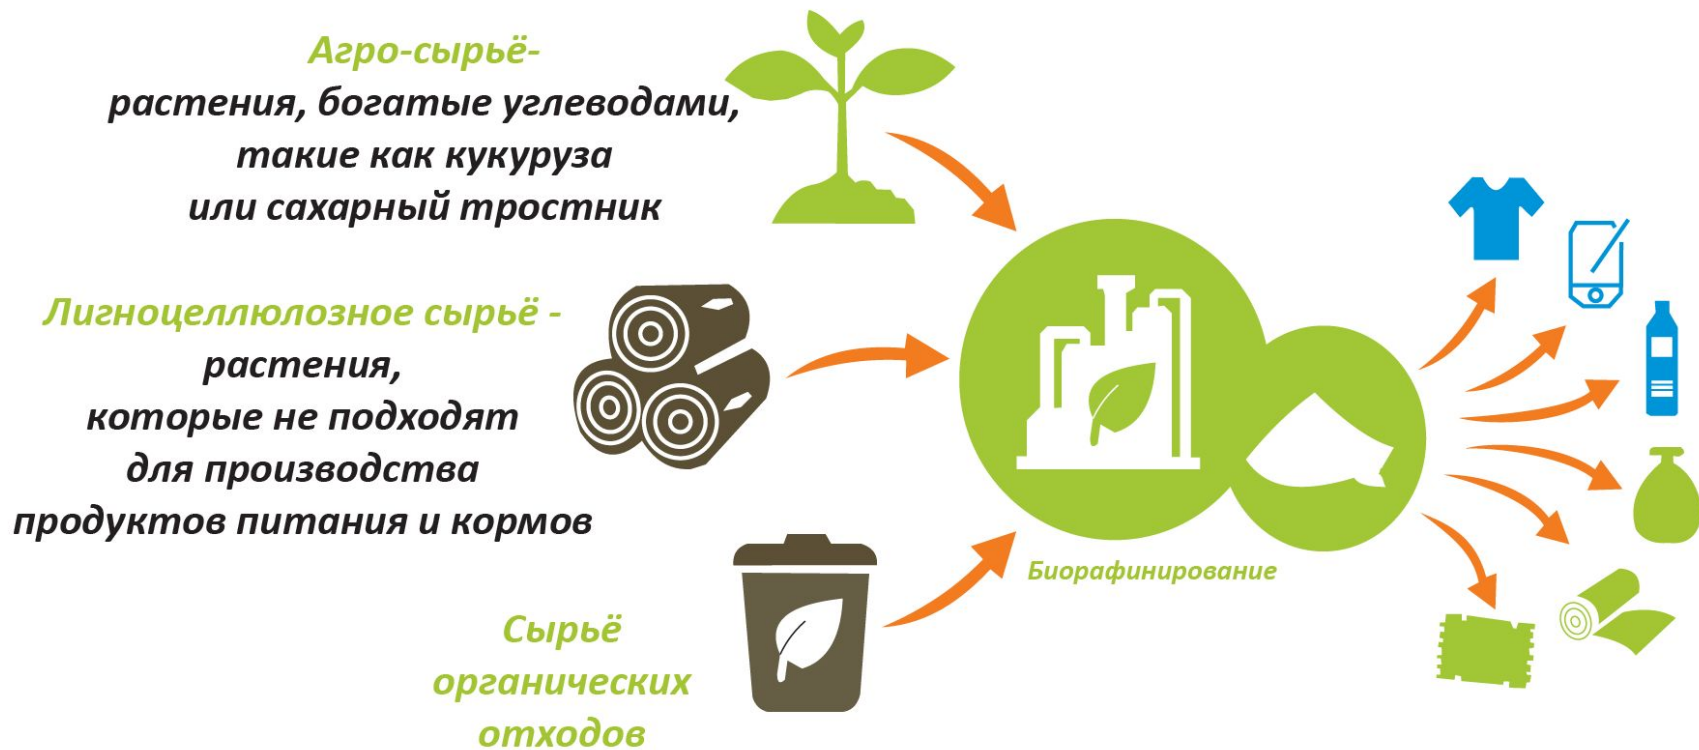 Агро-сырьё-
растения, богатые углеводами,
такие как кукуруза
или сахарный тростник
Лигноцеллюлозное сырьё -
растения,
которые не подходят
для производства
продуктов питания и кормов
Сырьё
органических
отходов
Биорафинирование